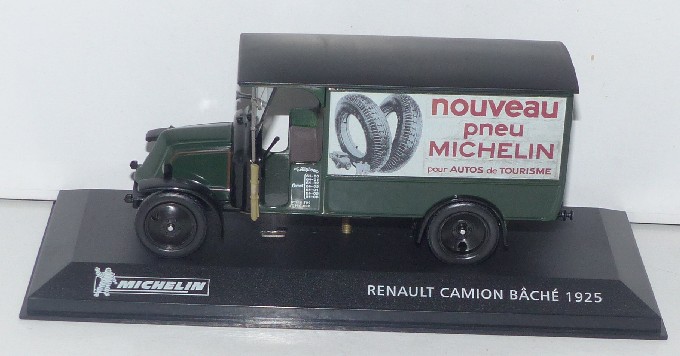 nouveau
pneu
MICHELIN
pour AUTOS de TOURISME
MICHELIN
RENAULT CAMION BÂCHÉ 1925